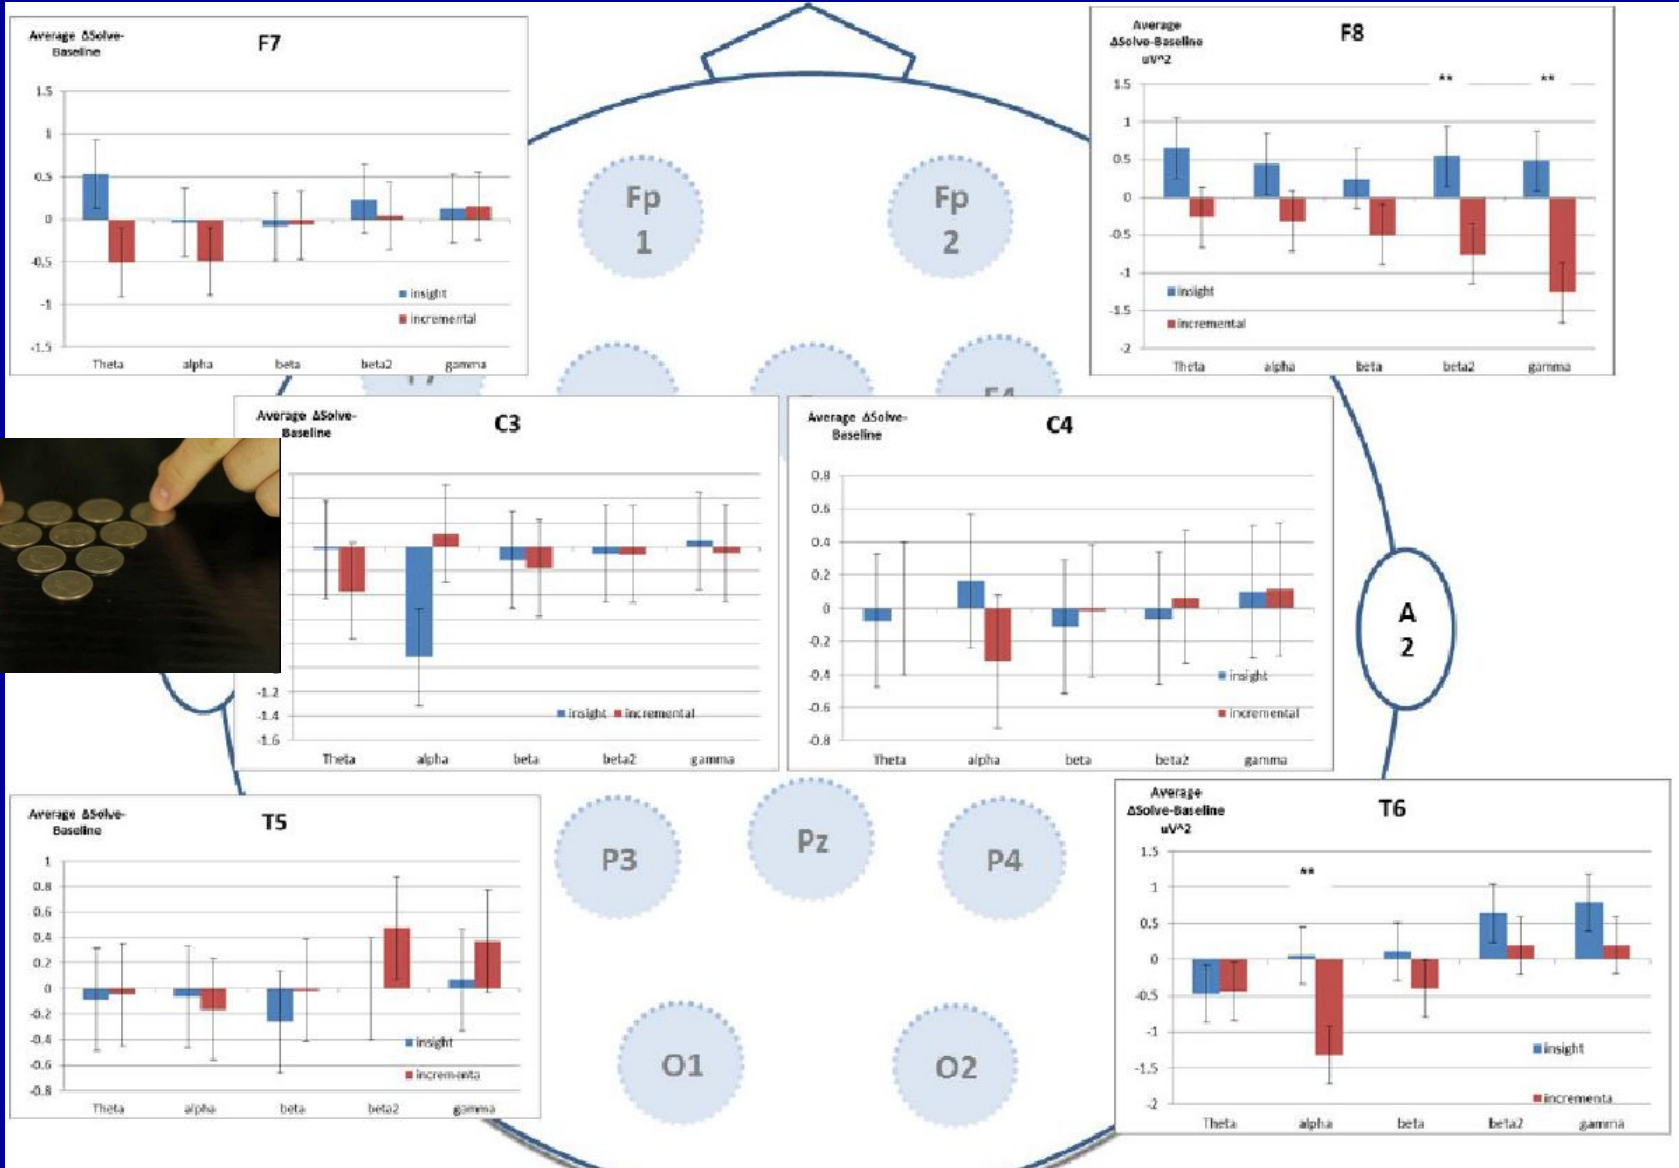 Average ΔSolve-
Baseline
F7
1.5
1
0.5
0
-0.5
-1
-1.5
insight
incremental
Theta alpha beta beta2 gamma
Average
ΔSolve-Baseline
uV^2
F8
** **
1.5
1
0.5
0
-0.5
-1
-1.5
-2
insight
incremental
Theta alpha beta beta2 gamma
Fp
1
Fp
2
Average ΔSolve-
Baseline
C3
-1.2
-1.4
-1.6
insight incremental
Theta alpha beta beta2 gamma
Average ΔSolve-
Baseline
C4
0.8
0.6
0.4
0.2
0
-0.2
-0.4
-0.6
-0.8
insight
incremental
Theta alpha beta beta2 gamma
A
2
Average ΔSolve-
Baseline
T5
1
0.8
0.6
0.4
0.2
0
-0.2
-0.4
-0.6
-0.8
insight
incrementa
Theta alpha beta beta2 gamma
P3
Pz
P4
O1
O2
Average
ΔSolve-Baseline
uV^2
T6
**
1.5
1
0.5
0
-0.5
-1
-1.5
-2
insight
incrementa
Theta alpha beta beta2 gamma